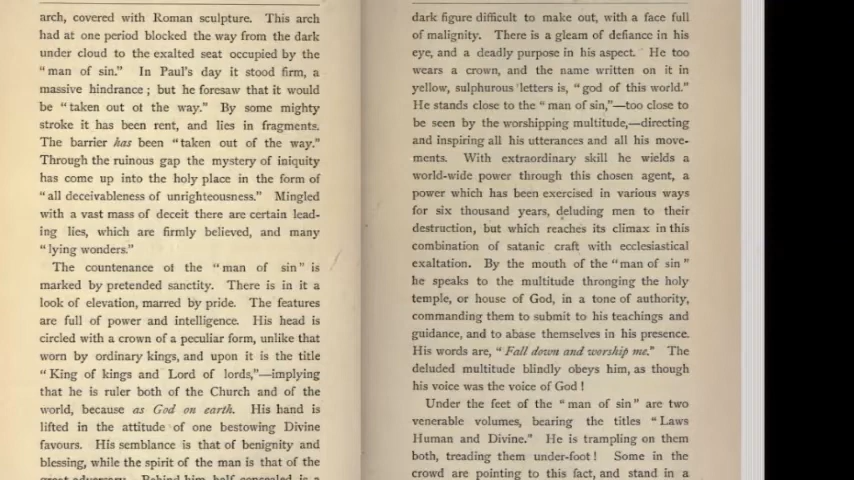 arch, covered with Roman sculpture. This arch
had at one period blocked the way from the dark
under cloud to the exalted seat occupied by the
“man of sin.” In Paul's day it stood firm, a
massive hindrance; but he foresaw that it would
be “taken out of the way.” By some mighty
stroke it has been rent, and lies in fragments.
The barrier has been “taken out of the way.”
Through the ruinous gap the mystery of iniquity
has come up into the holy place in the form of
“all deceivableness of unrighteousness.” Mingled
with a vast mass of deceit there are certain lead-
ing lies, which are firmly believed, and many
“lying wonders.”
The countenance of the “man of sin” is
marked by pretended sanctity. There is in it a
look of elevation, marred by pride. The features
are full of power and intelligence. His head is
circled with a crown of a peculiar form, unlike that
worn by ordinary kings, and upon it is the title
“King of kings and Lord of lords,”—implying
that he is ruler both of the Church and of the
world, because as God on earth. His hand is
lifted in the attitude of one bestowing Divine
favours. His semblance is that of benignity and
blessing, while the spirit of the man is that of the
great adversary. Behind him, half concealed is a
dark figure difficult to make out, with a face full
of malignity. There is a gleam of defiance in his
eye, and a deadly purpose in his aspect. He too
wears a crown, and the name written on it in
yellow, sulphurous letters is, “god of this world.”
He stands close to the “man of sin,”—too close to
be seen by the worshipping multitude,—directing
and inspiring all his utterances and all his move-
ments. With extraordinary skill he wields a
world-wide power through this chosen agent, a
power which has been exercised in various ways
for six thousand years, deluding men to their
destruction, but which reaches its climax in this
combination of satanic craft with ecclesiastical
exaltation. By the mouth of the “man of sin”
he speaks to the multitude thronging the holy
temple, or house of God, in a tone of authority,
commanding them to submit to his teachings and
guidance, and to abase themselves in his presence.
His words are, “Fall down and worship me.” The
deluded multitude blindly obeys him, as though
his voice was the voice of God!
Under the feet of the “man of sin” are two
venerable volumes, bearing the titles “Laws
Human and Divine.” He is trampling on them
both, treading them under-foot! Some in the
crowd are pointing to this fact, and stand in a